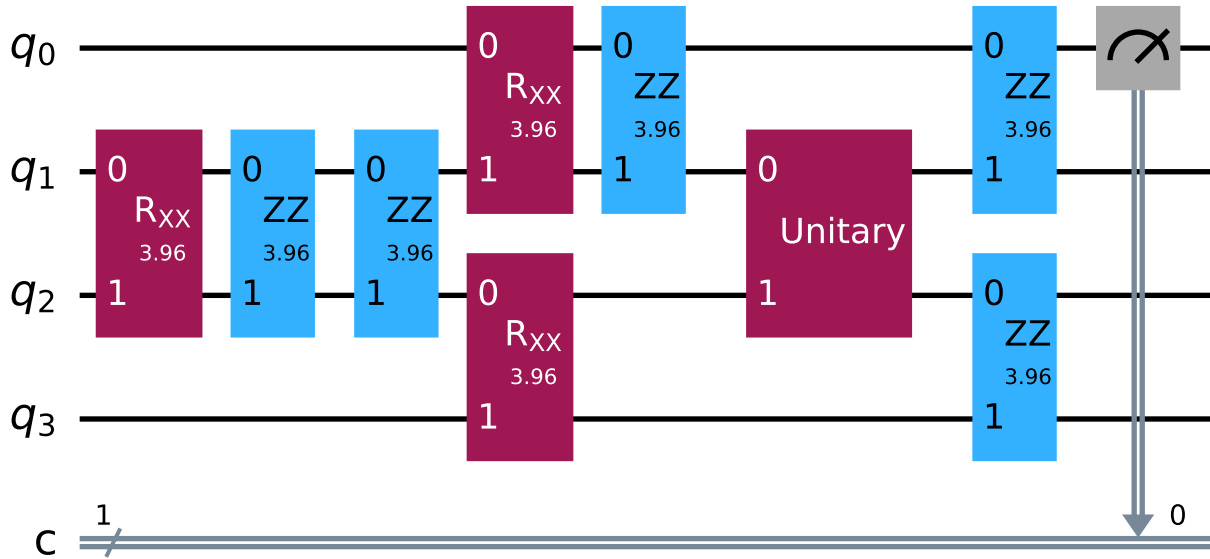 q0 0 0 0
RXX ZZ ZZ
3.96 3.96 3.96
q1 0 0 0 1 1 0 1
RXX ZZ ZZ Unitary
3.96 3.96 3.96
q2 1 1 1 0 1 0
RXX ZZ
3.96 3.96
q3 1 1
1 0
c